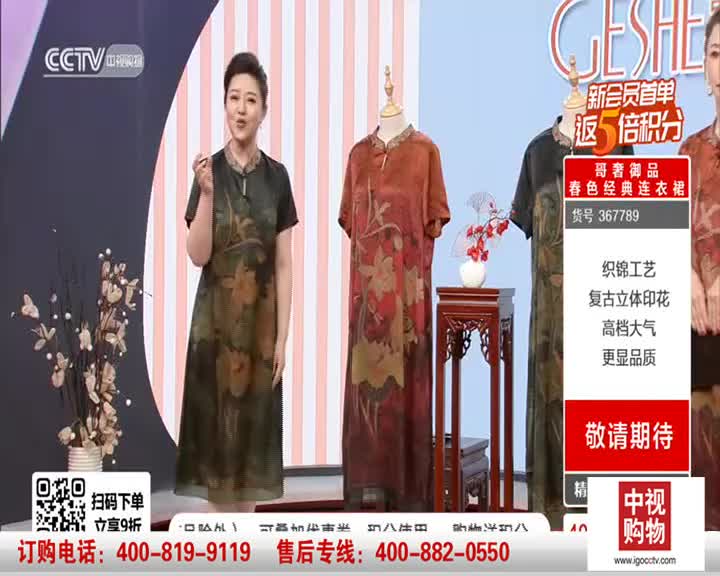 CCTV 中视购物
GESHE
新会员首单
返5倍积分
哥奢御品
春色经典连衣裙
货号 367789
织锦工艺
复古立体印花
高档大气
更显品质
敬请期待
精
扫码下单
立享9折
可叠加优惠券 积分使用 购物送积分
中视
购物
www.igocctv.com
订购电话：400-819-9119 售后专线：400-882-0550